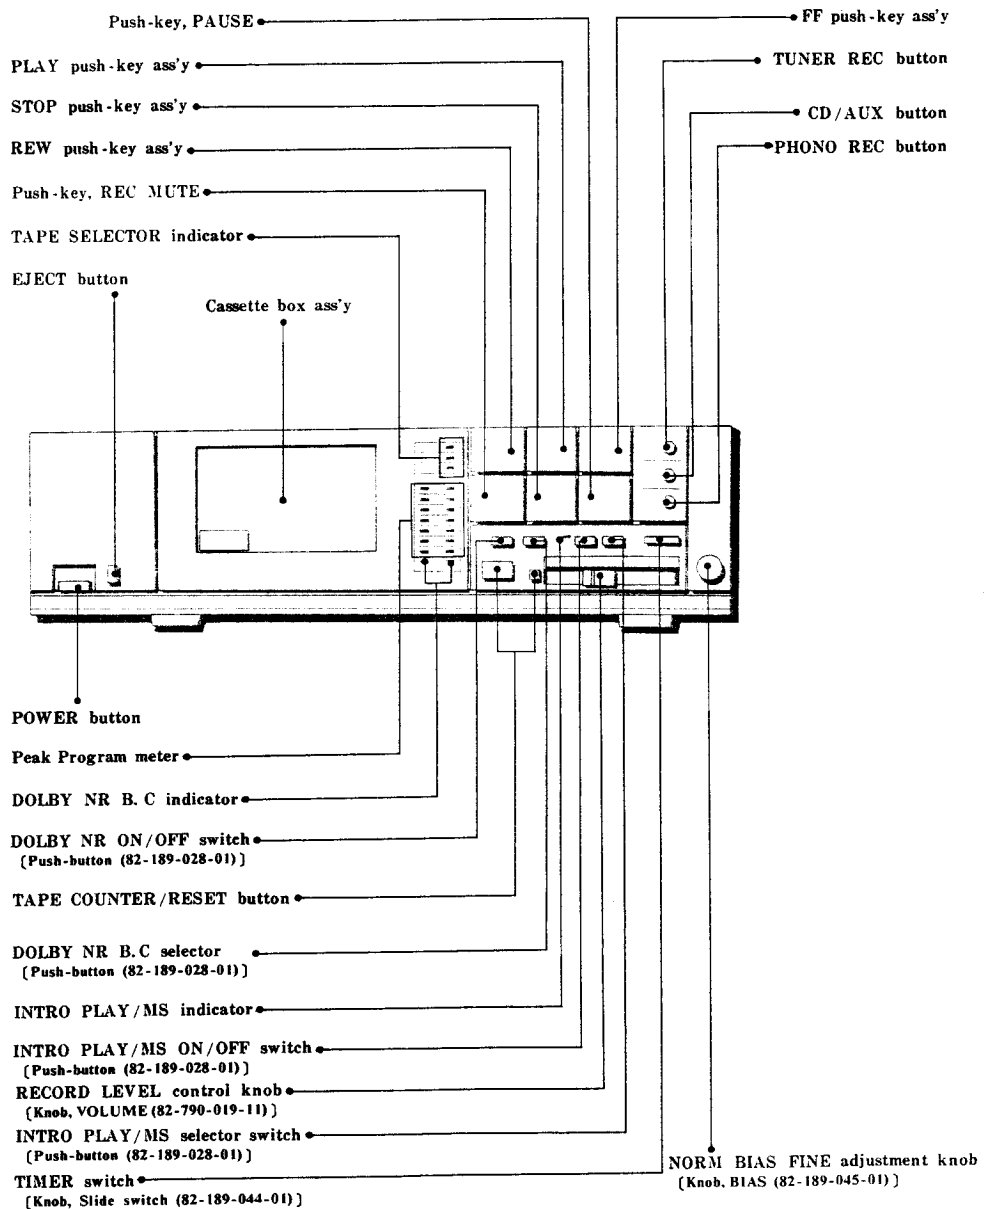 Push-key, PAUSE
FF push-key ass'y
PLAY push-key ass'y
TUNER REC button
STOP push-key ass'y
CD/AUX button
REW push-key ass'y
PHONO REC button
Push-key, REC MUTE
TAPE SELECTOR indicator
EJECT button
Cassette box ass'y
POWER button
Peak Program meter
DOLBY NR B.C indicator
DOLBY NR ON/OFF switch
[Push-button (82-189-028-01)]
TAPE COUNTER/RESET button
DOLBY NR B.C selector
[Push-button (82-189-028-01)]
INTRO PLAY/MS indicator
INTRO PLAY/MS ON/OFF switch
[Push-button (82-189-028-01)]
RECORD LEVEL control knob
[Knob, VOLUME (82-790-019-11)]
INTRO PLAY/MS selector switch
[Push-button (82-189-028-01)]
TIMER switch
[Knob, Slide switch (82-189-044-01)]
NORM BIAS FINE adjustment knob
[Knob, BIAS (82-189-045-01)]